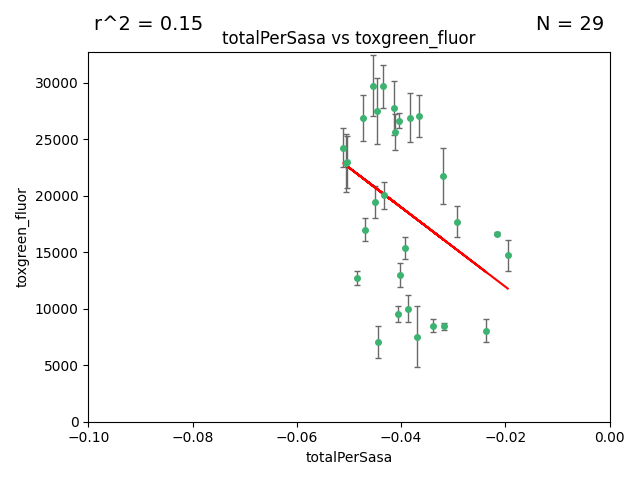 r^2 = 0.15
N = 29
totalPerSasa vs toxgreen_fluor
toxgreen_fluor
30000
25000
20000
15000
10000
5000
0
−0.10
−0.08
−0.06
−0.04
−0.02
0.00
totalPerSasa